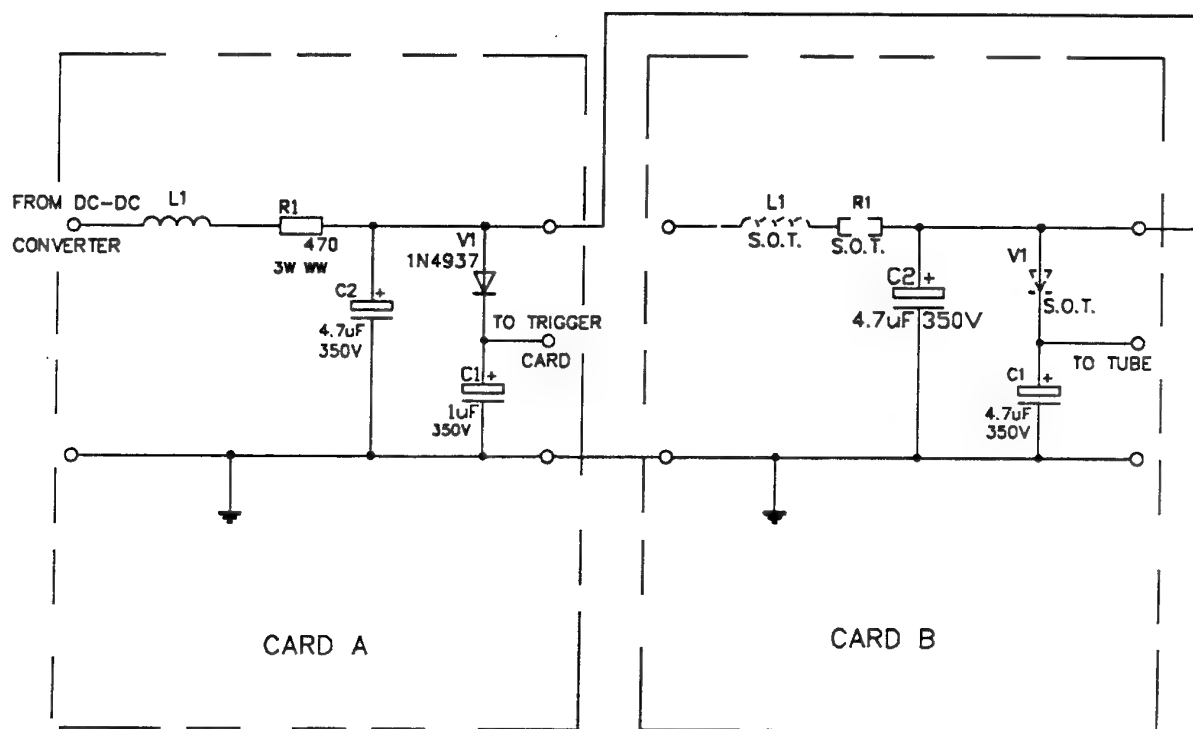 FROM DC-DC
CONVERTER
L1
R1
470
3W WW
C2
+
4.7uF
350V
V1
1N4937
TO TRIGGER
CARD
C1
+
1uF
350V
CARD A
L1
S.O.T.
R1
S.O.T.
C2
+
4.7uF 350V
V1
S.O.T.
TO TUBE
C1
+
4.7uF
350V
CARD B